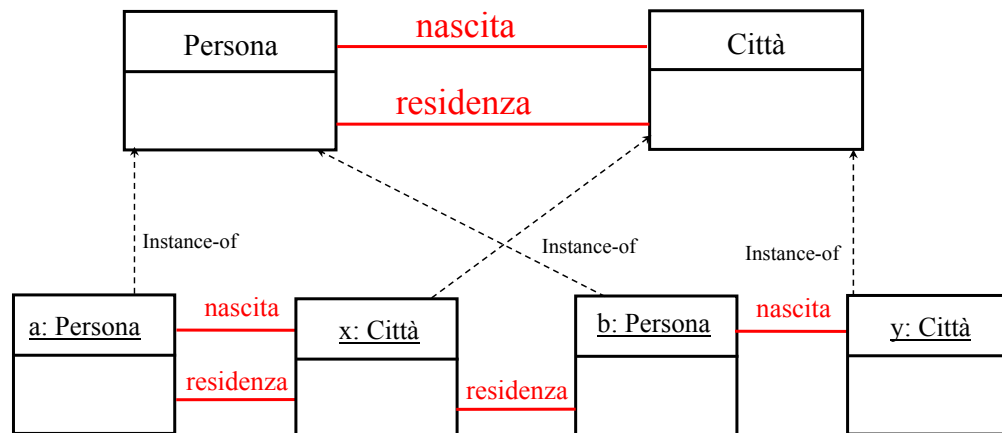 nascita
Persona
Città
residenza
Instance-of
Instance-of
Instance-of
a: Persona
nascita
x: Città
b: Persona
nascita
y: Città
residenza
residenza